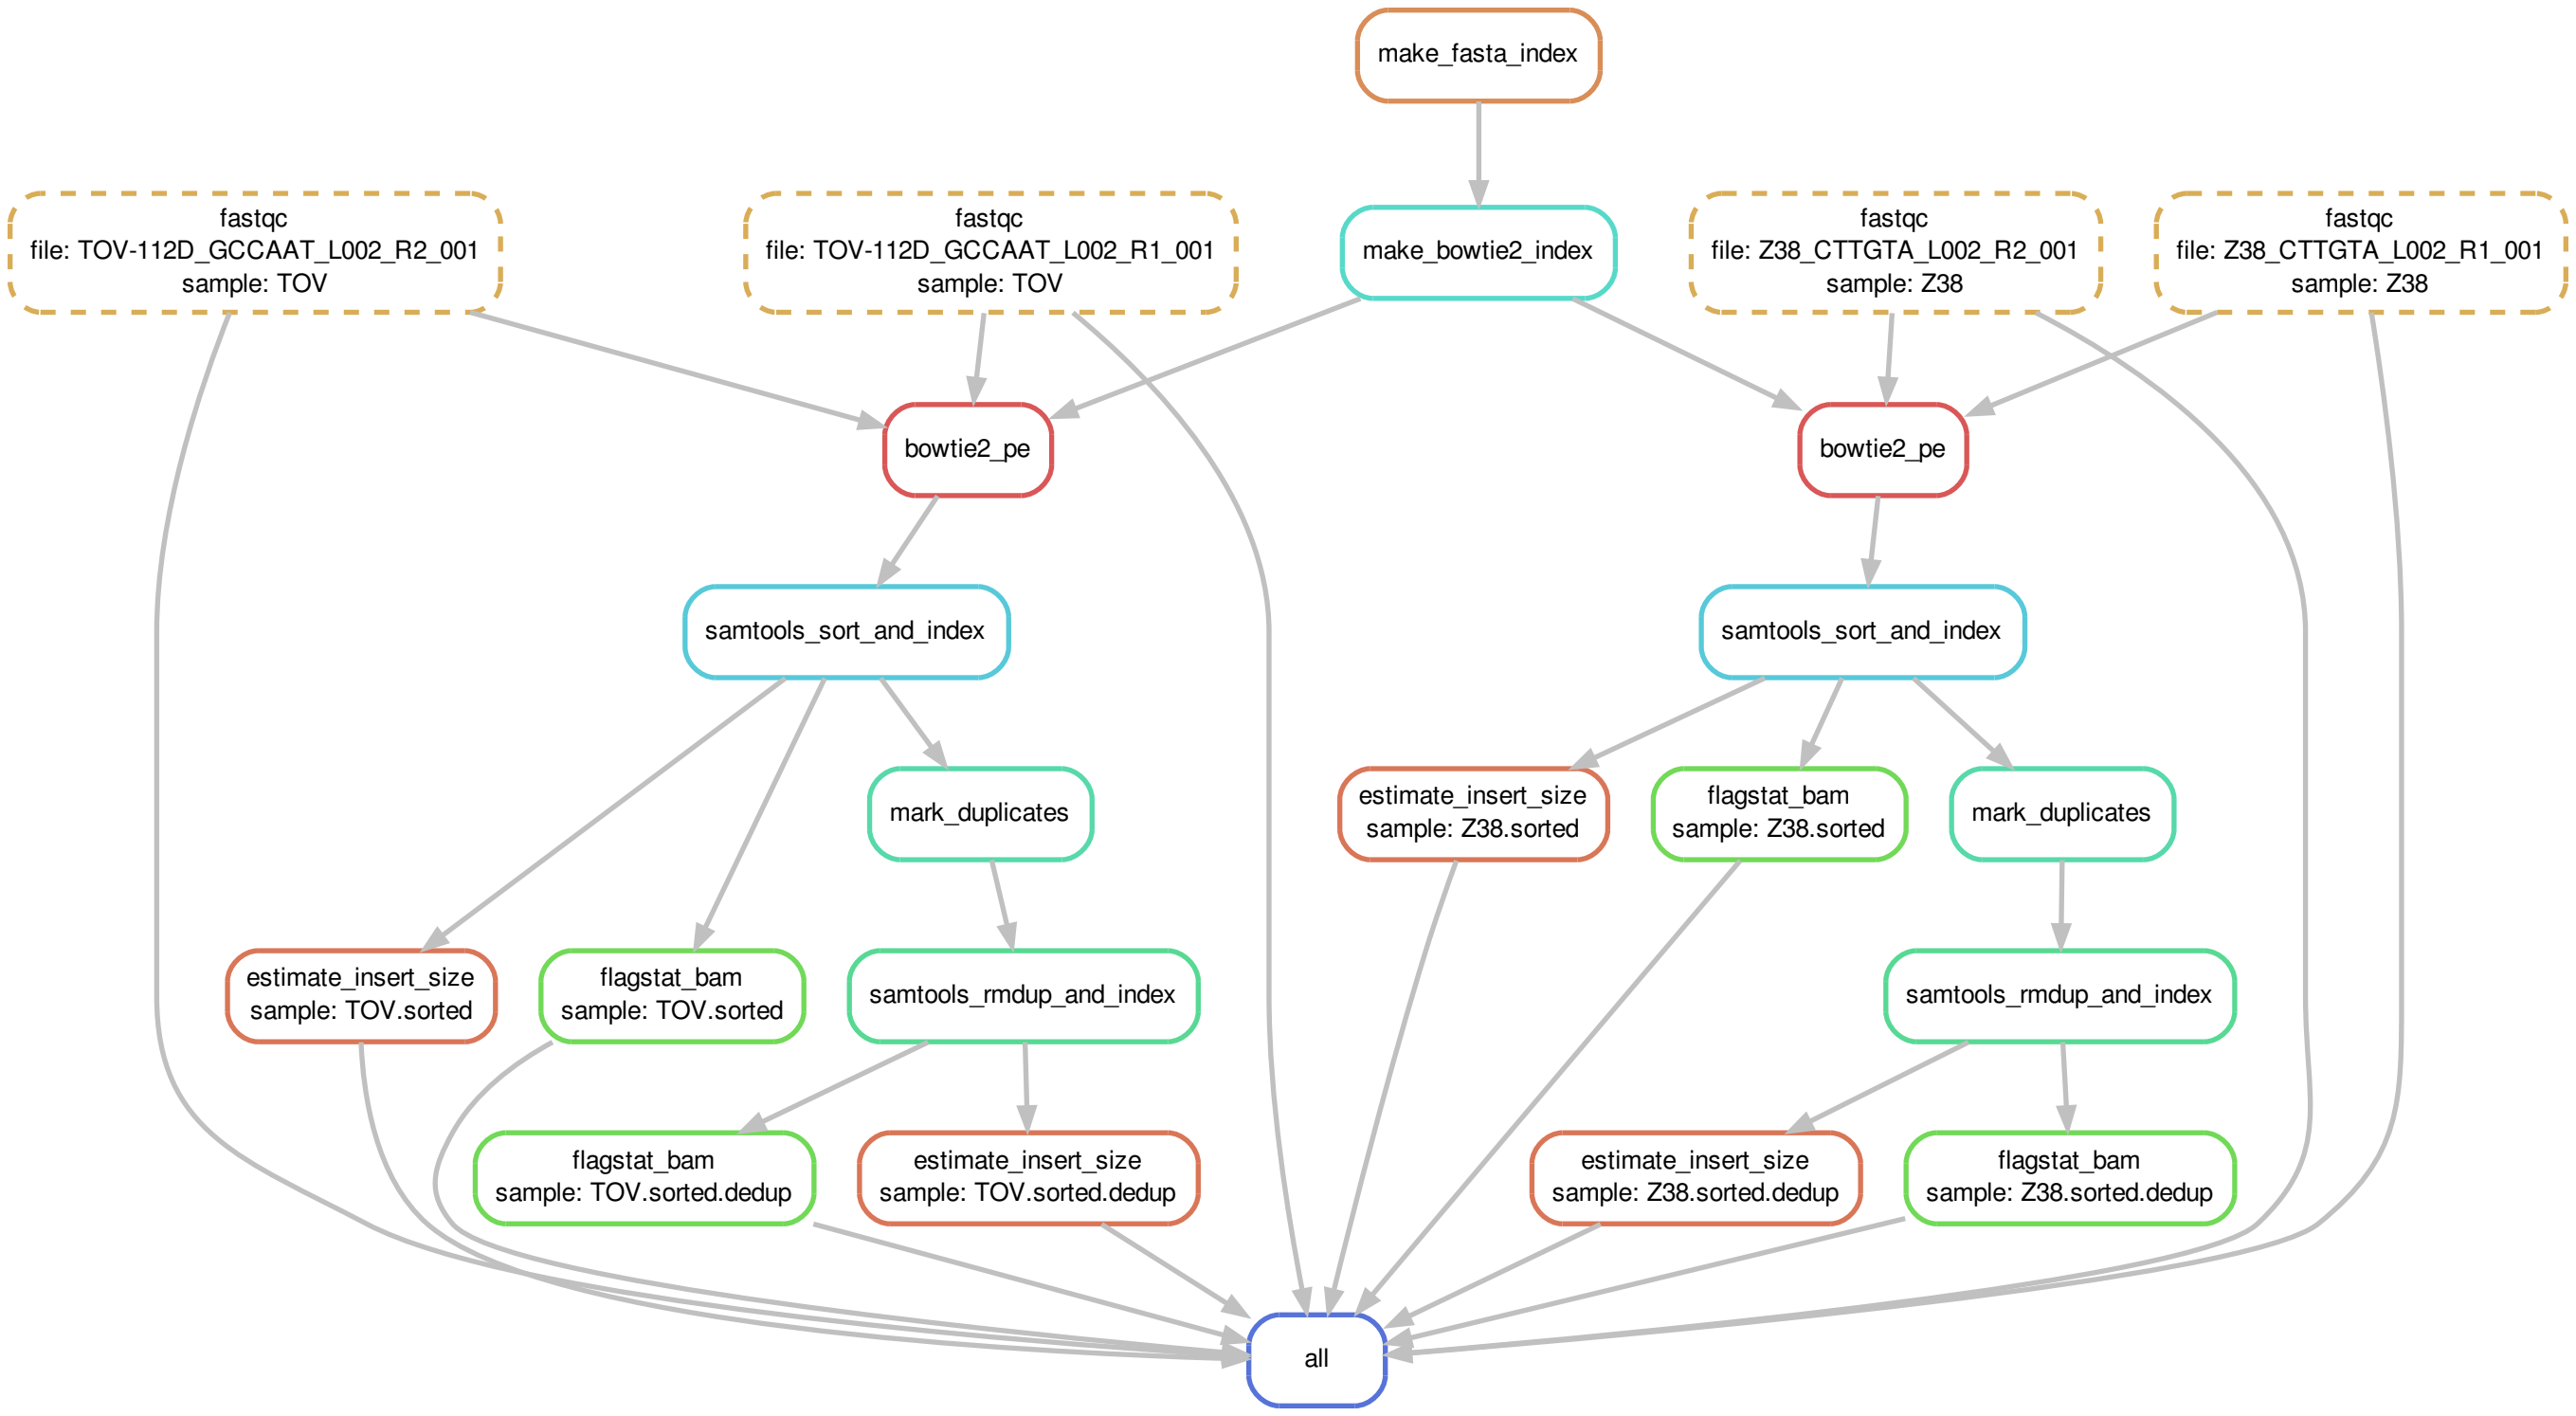 make_fasta_index
fastqc
file: TOV-112D_GCCAAT_L002_R2_001
sample: TOV
fastqc
file: TOV-112D_GCCAAT_L002_R1_001
sample: TOV
make_bowtie2_index
fastqc
file: Z38_CTTGTA_L002_R2_001
sample: Z38
fastqc
file: Z38_CTTGTA_L002_R1_001
sample: Z38
bowtie2_pe
bowtie2_pe
samtools_sort_and_index
samtools_sort_and_index
mark_duplicates
estimate_insert_size
sample: Z38.sorted
flagstat_bam
sample: Z38.sorted
mark_duplicates
estimate_insert_size
sample: TOV.sorted
flagstat_bam
sample: TOV.sorted
samtools_rmdup_and_index
samtools_rmdup_and_index
flagstat_bam
sample: TOV.sorted.dedup
estimate_insert_size
sample: TOV.sorted.dedup
estimate_insert_size
sample: Z38.sorted.dedup
flagstat_bam
sample: Z38.sorted.dedup
all